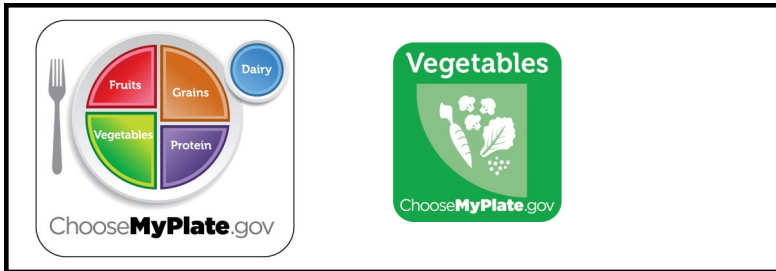 Fruits
Grains
Dairy
Vegetables
Protein
ChooseMyPlate.gov
Vegetables
ChooseMyPlate.gov